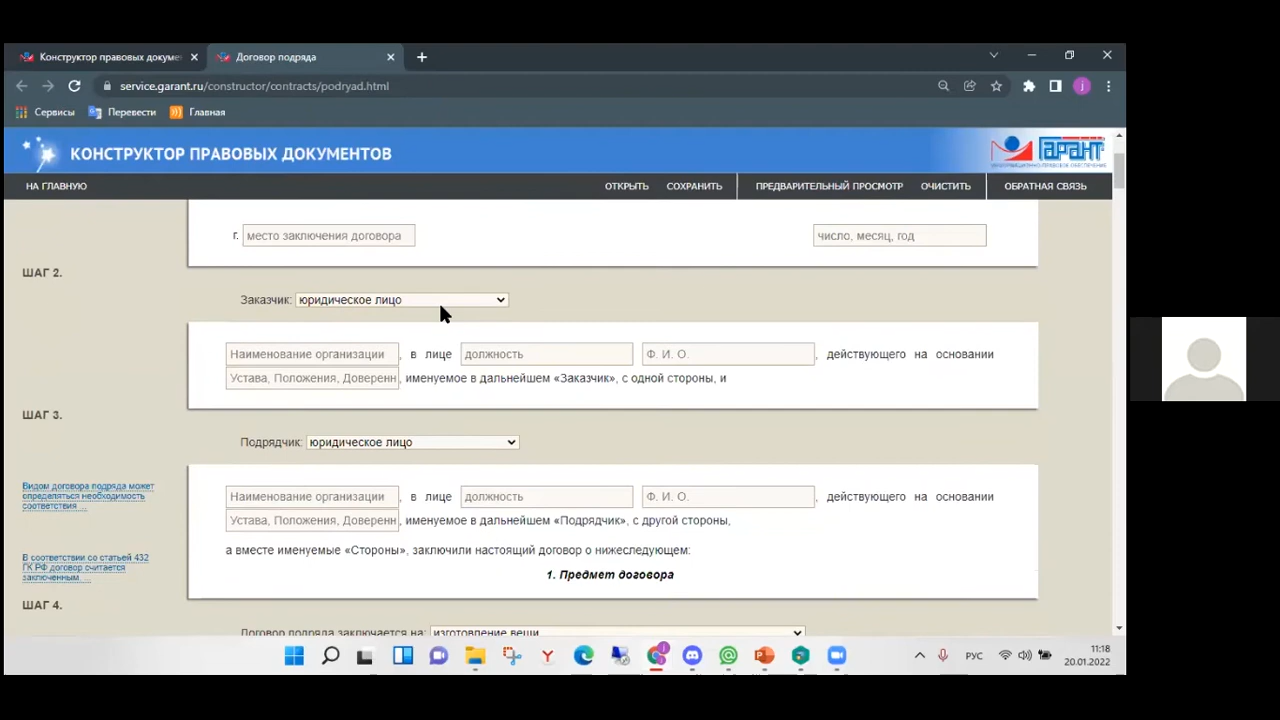 Конструктор правовых докуме
Договор подряда
service.garant.ru/constructor/contracts/podryad.html
i
Сервисы Перевести Главная
КОНСТРУКТОР ПРАВОВЫХ ДОКУМЕНТОВ
Гарант
ИНФОРМАЦИОННО-ПРАВОВОЕ ОБЕСПЕЧЕНИЕ
НА ГЛАВНУЮ ОТКРЫТЬ СОХРАНИТЬ ПРЕДВАРИТЕЛЬНЫЙ ПРОСМОТР ОЧИСТИТЬ ОБРАТНАЯ СВЯЗЬ
г. место заключения договора число, месяц, год
ШАГ 2.
Заказчик: юридическое лицо
Наименование организации , в лице должность Ф. И. О. , действующего на основании
Устава, Положения, Доверенн , именуемое в дальнейшем «Заказчик», с одной стороны, и
ШАГ 3.
Подрядчик: юридическое лицо
Видом договора подряда может
определяться необходимость
соответствия ...
Наименование организации , в лице должность Ф. И. О. , действующего на основании
Устава, Положения, Доверенн , именуемое в дальнейшем «Подрядчик», с другой стороны,
а вместе именуемые «Стороны», заключили настоящий договор о нижеследующем:
В соответствии со статьей 432
ГК РФ договор считается
заключенным. ...
1. Предмет договора
ШАГ 4.
Договор подряда заключается на: изготовление вещи
РУС
11:18
20.01.2022